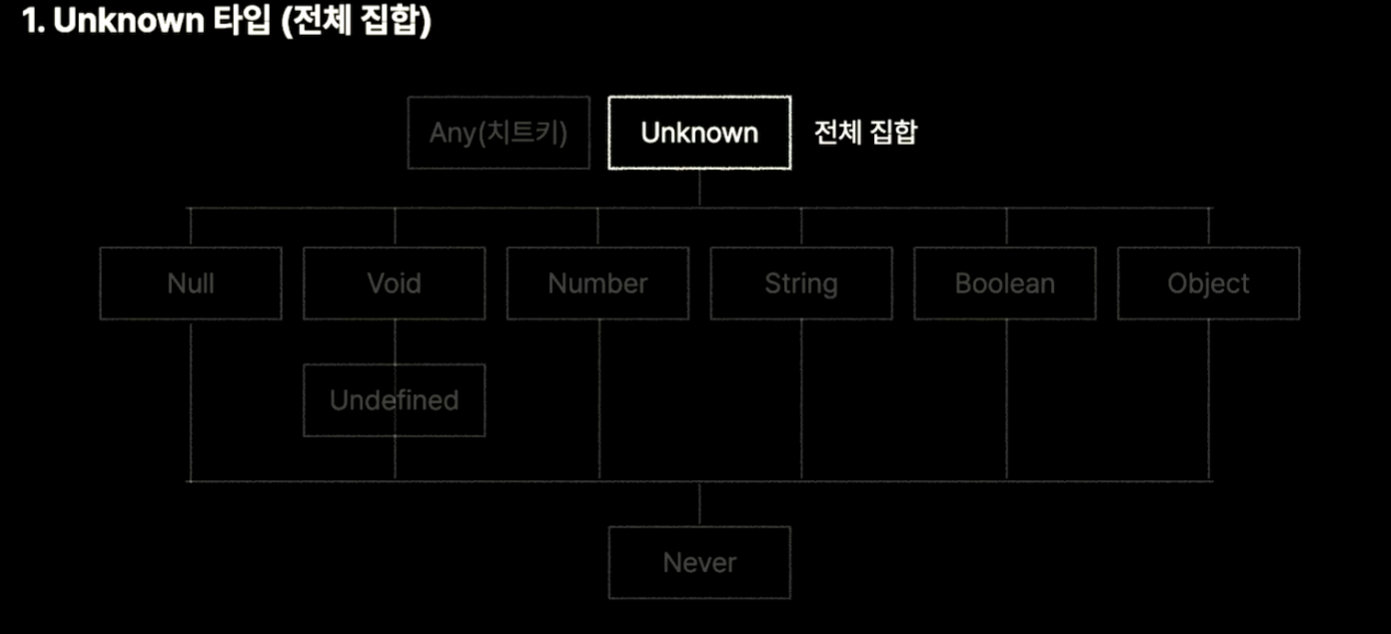 1. Unknown 타입 (전체 집합)
Any(치트키)
Unknown
전체 집합
Null
Void
Number
String
Boolean
Object
Undefined
Never